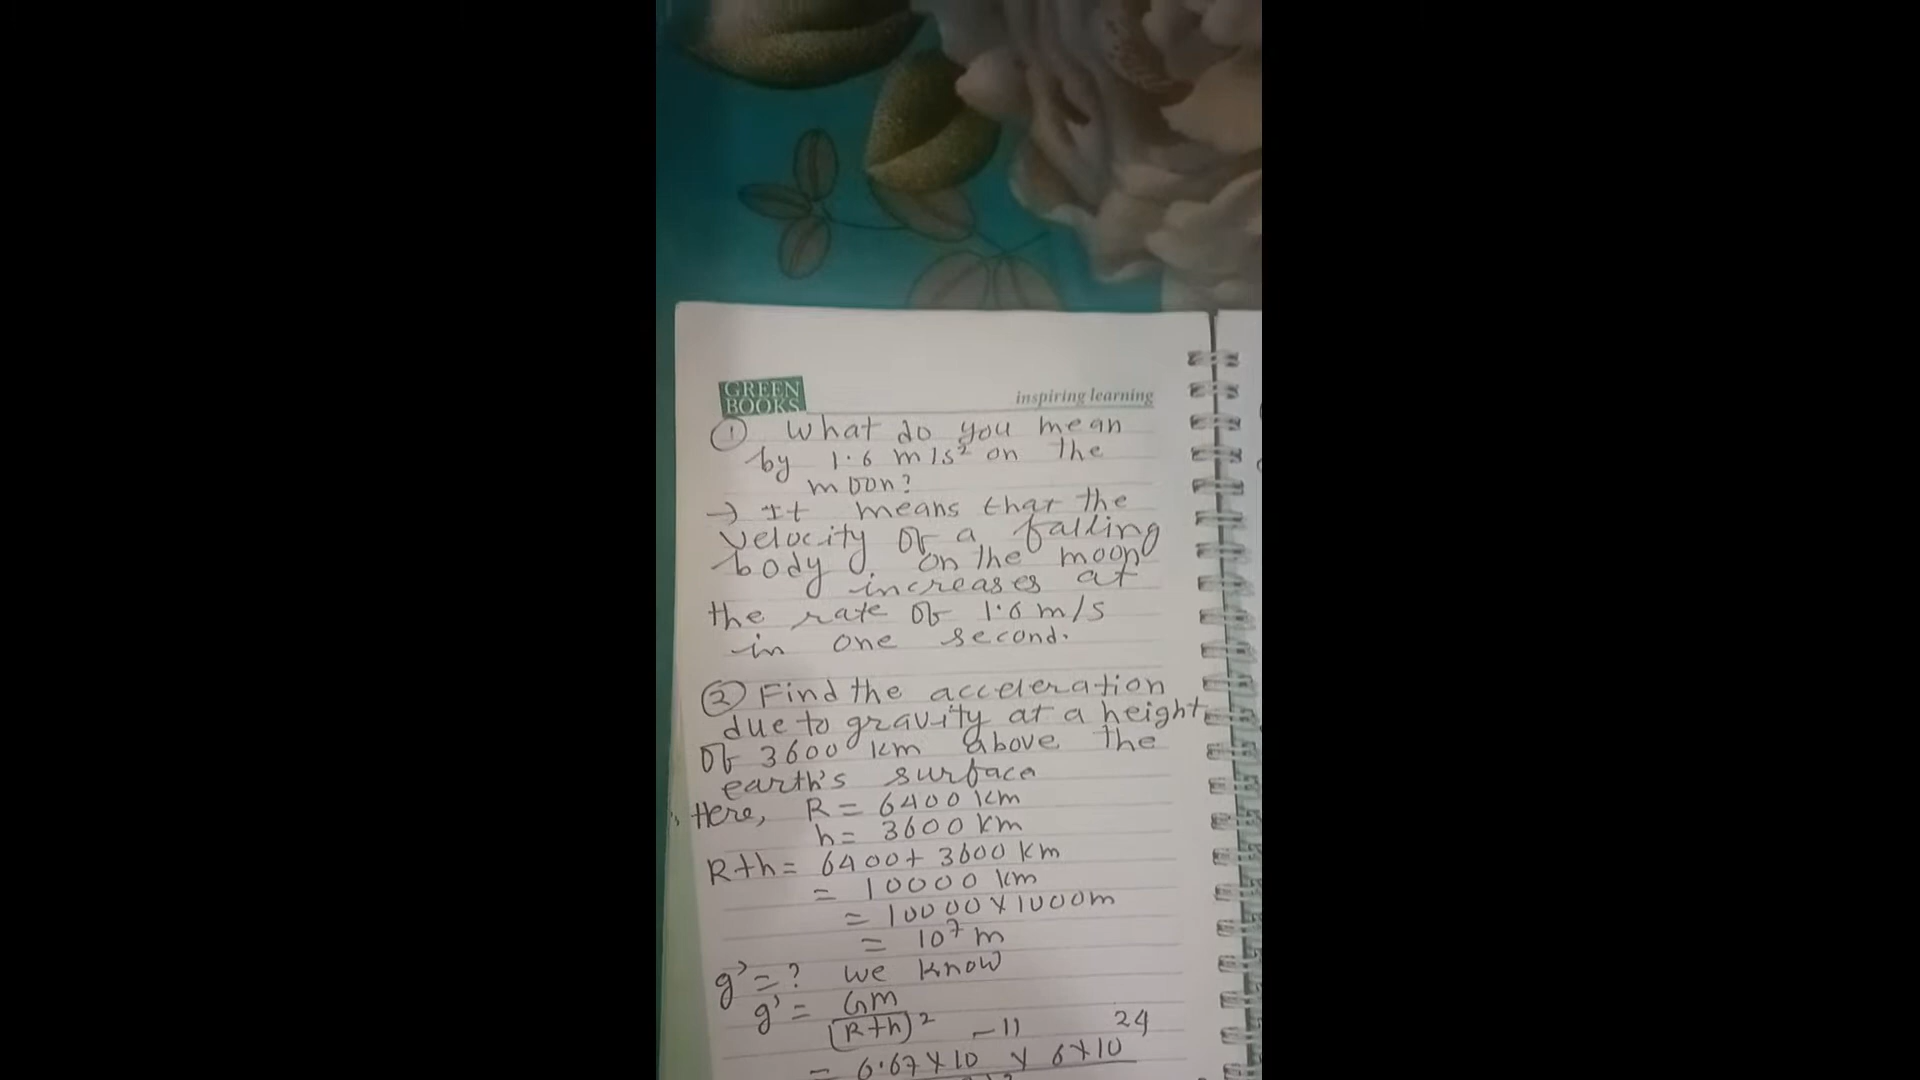 GREEN
BOOKS
inspiring learning
① What do you mean
by 1.6 m/s² on the
moon?
→ It means that the
velocity of a falling
body on the moon
increases at
the rate of 1.6 m/s
in one second.
② Find the acceleration
due to gravity at a height
of 3600 km above the
earth's surface
Here, R = 6400 km
h = 3600 km
R+h = 6400 + 3600 km
= 10000 km
= 10000 × 1000m
= 10⁷ m
g' = ? we know
g' = GM
(R+h)²
= 6.67 × 10⁻¹¹ × 6×10²⁴